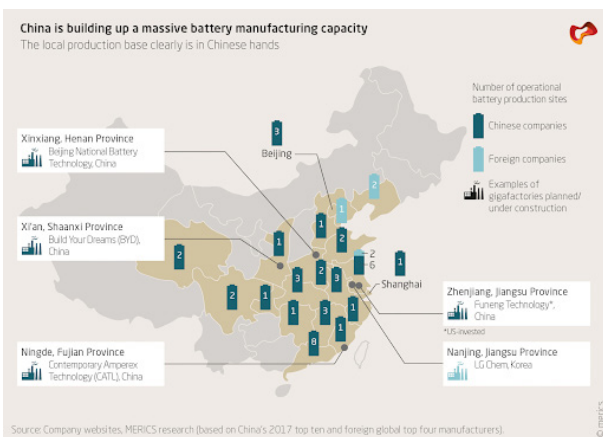 China is building up a massive battery manufacturing capacity
The local production base clearly is in Chinese hands
Number of operational
battery production sites
Chinese companies
Foreign companies
Examples of
gigafactories planned/
under construction
3
Beijing
Xinxiang, Henan Province
Beijing National Battery
Technology, China
2
1
1
2
Xi'an, Shaanxi Province
Build Your Dreams (BYD),
China
1
2
2
6
1
3
2
3
Shanghai
2
1
Zhenjiang, Jiangsu Province
Funeng Technology*,
China
*US-invested
1
3
1
1
8
Ningde, Fujian Province
Contemporary Amperex
Technology (CATL), China
Nanjing, Jiangsu Province
LG Chem, Korea
Source: Company websites, MERICS research (based on China's 2017 top ten and foreign global top four manufacturers).
© merics